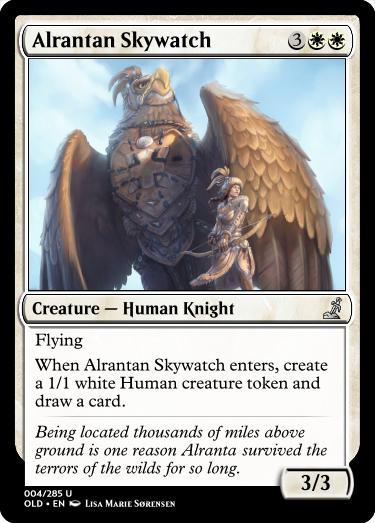 Alrantan Skywatch 3
Creature — Human Knight
Flying
When Alrantan Skywatch enters, create
a 1/1 white Human creature token and
draw a card.
Being located thousands of miles above
ground is one reason Alranta survived the
terrors of the wilds for so long.
3/3
004/285 U
OLD • EN Lisa Marie Sørensen